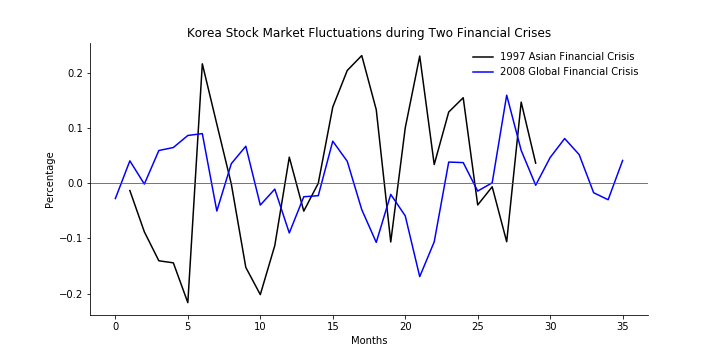 Korea Stock Market Fluctuations during Two Financial Crises
1997 Asian Financial Crisis
2008 Global Financial Crisis
Percentage
0.2
0.1
0.0
−0.1
−0.2
0 5 10 15 20 25 30 35
Months